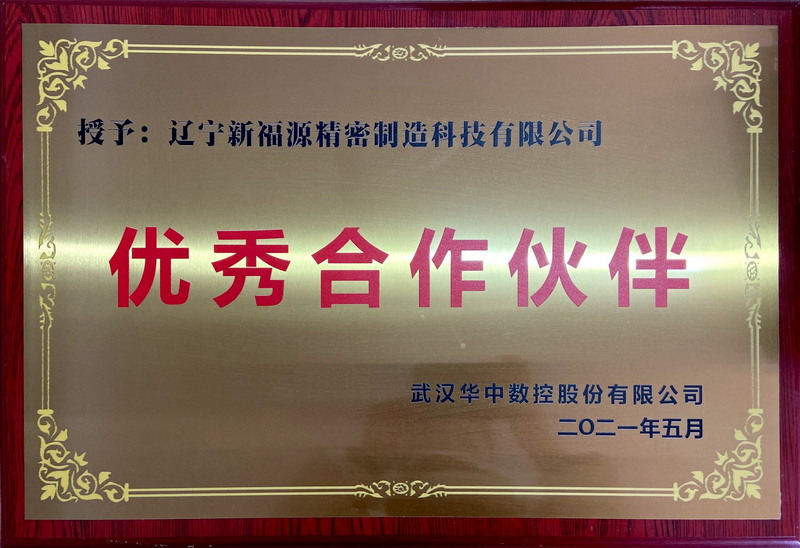 授予：辽宁新福源精密制造科技有限公司
优秀合作伙伴
武汉华中数控股份有限公司
二〇二一年五月